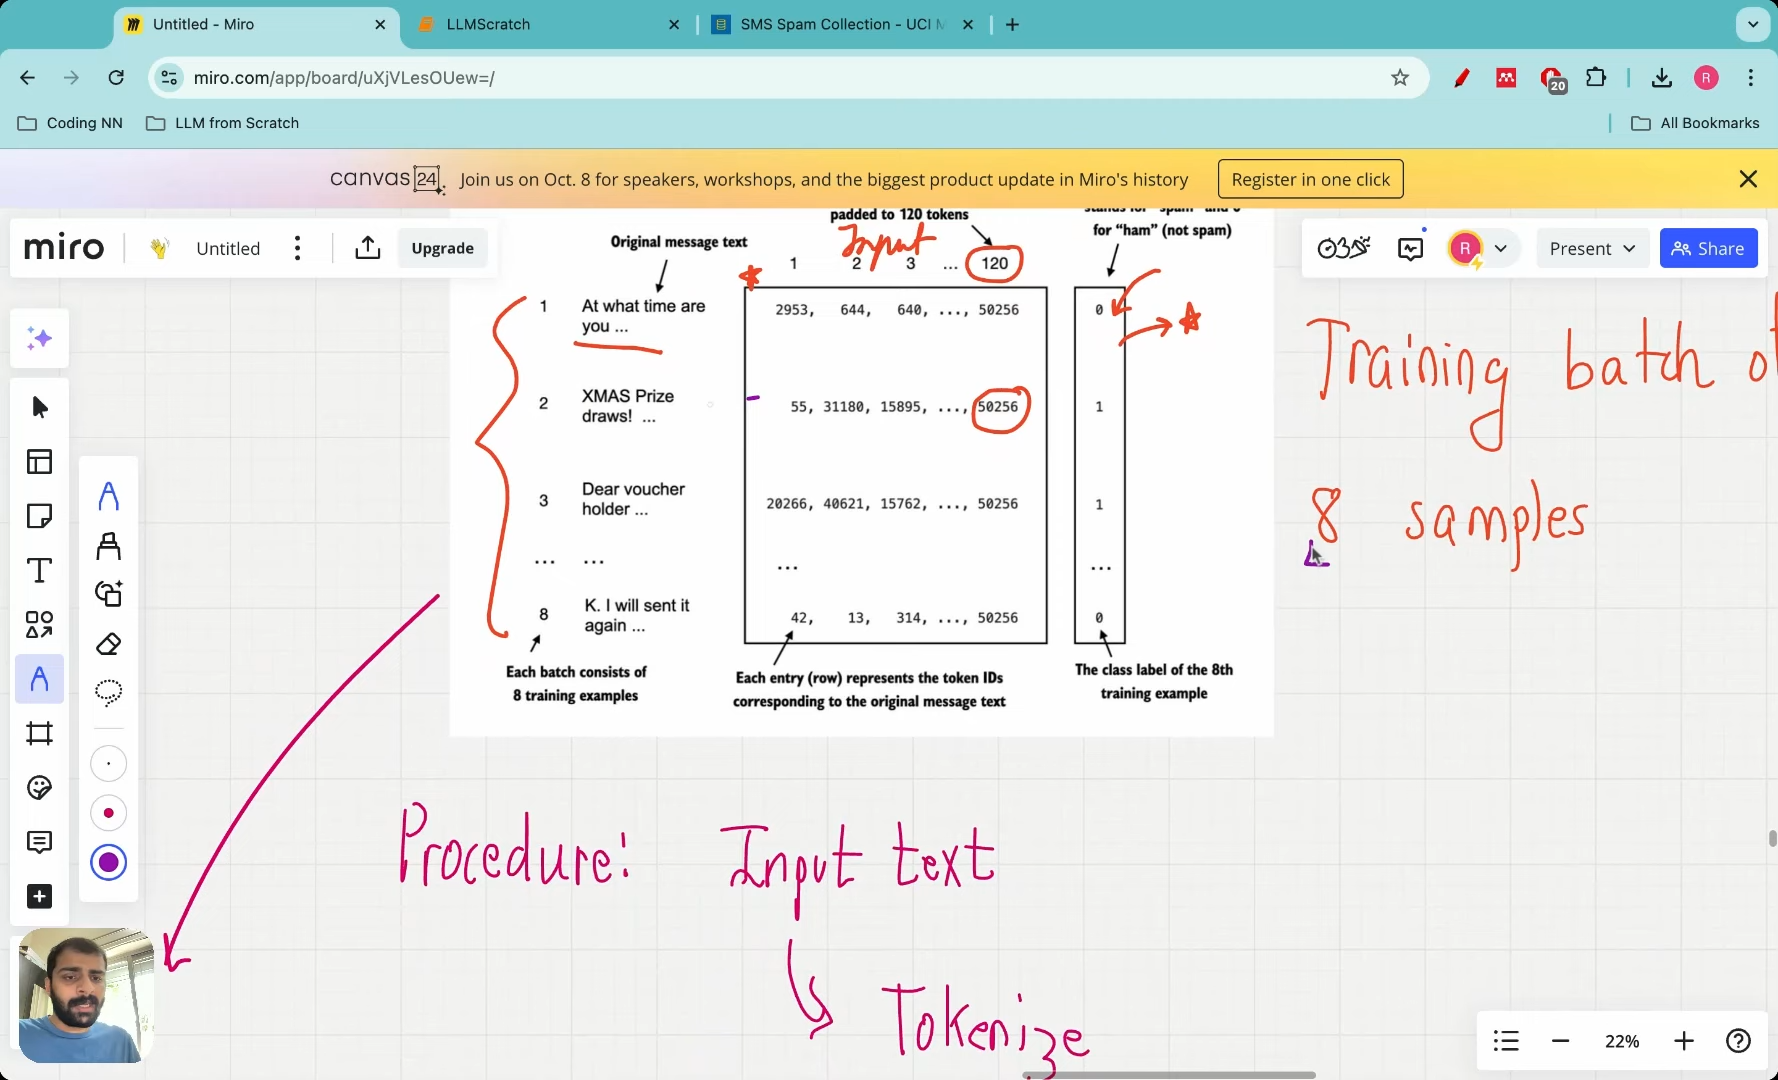 Untitled - Miro
LLMScratch
SMS Spam Collection - UCI M
miro.com/app/board/uXjVLesOUew=/
20
R
Coding NN
LLM from Scratch
All Bookmarks
canvas 24 Join us on Oct. 8 for speakers, workshops, and the biggest product update in Miro's history
Register in one click
miro
Untitled
Upgrade
R
Present
Share
padded to 120 tokens
for "ham" (not spam)
Original message text
Input
1 2 3 ... 120
1 At what time are you ... 2953, 644, 640, ..., 50256 0
2 XMAS Prize draws! ... 55, 31180, 15895, ..., 50256 1
3 Dear voucher holder ... 20266, 40621, 15762, ..., 50256 1
... ... ... ...
8 K. I will sent it again ... 42, 13, 314, ..., 50256 0
Each batch consists of
8 training examples
Each entry (row) represents the token IDs
corresponding to the original message text
The class label of the 8th
training example
Training batch
8 samples
Procedure: Input text
Tokenize
22%